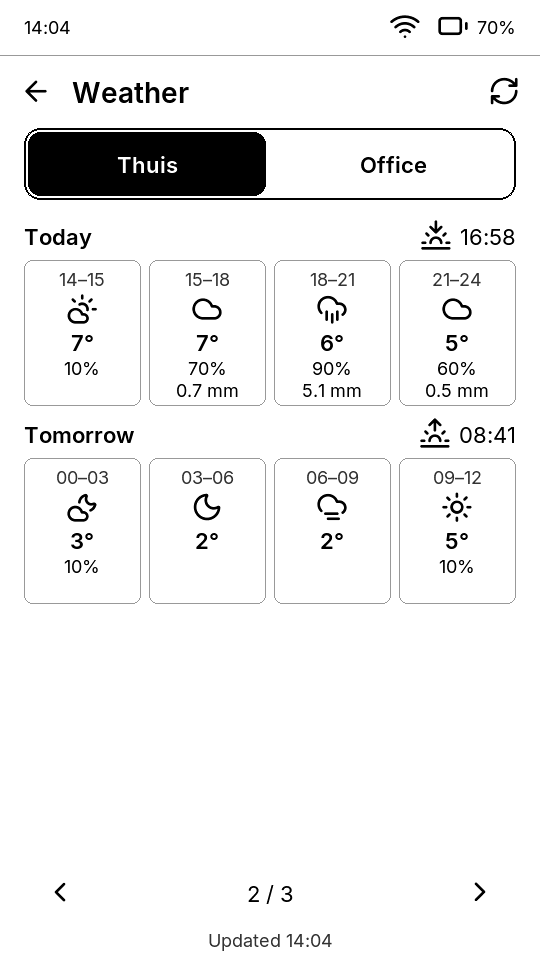 14:04 70%
Weather
Thuis Office
Today 16:58
14–15 15–18 18–21 21–24
7° 7° 6° 5°
10% 70% 90% 60%
0.7 mm 5.1 mm 0.5 mm
Tomorrow 08:41
00–03 03–06 06–09 09–12
3° 2° 2° 5°
10% 10%
2 / 3
Updated 14:04